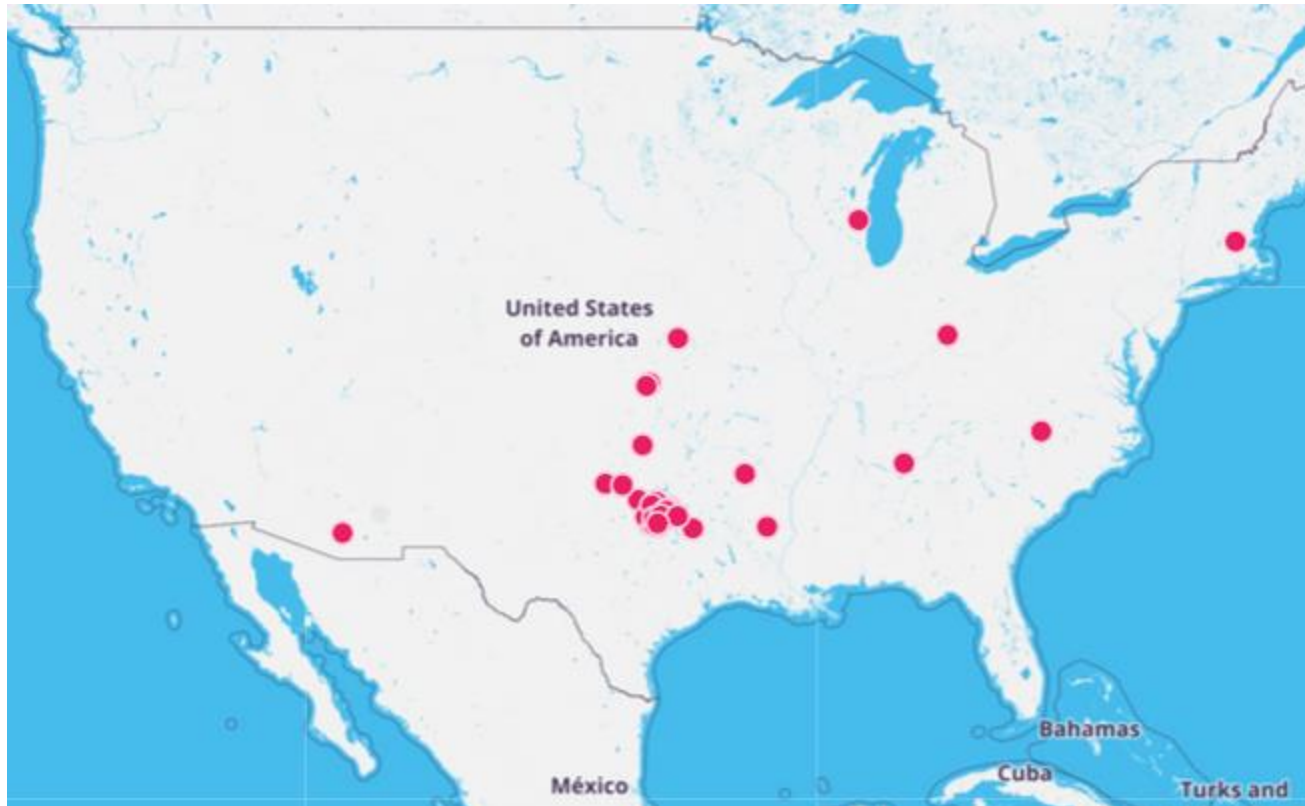 United States
of America
Bahamas
Cuba
México
Turks and